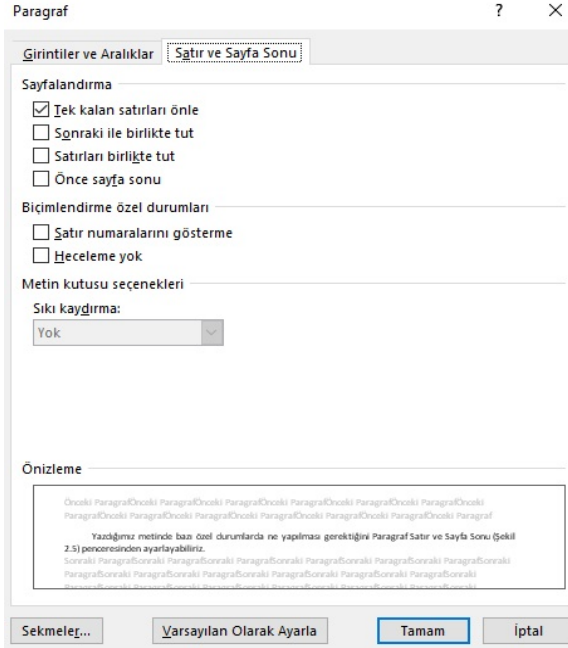 Paragraf ? ×
Girintiler ve Aralıklar Satır ve Sayfa Sonu
Sayfalandırma
Tek kalan satırları önle
Sonraki ile birlikte tut
Satırları birlikte tut
Önce sayfa sonu
Biçimlendirme özel durumları
Satır numaralarını gösterme
Heceleme yok
Metin kutusu seçenekleri
Sıkı kaydırma:
Yok
Önizleme
Önceki ParagrafÖnceki ParagrafÖnceki ParagrafÖnceki ParagrafÖnceki ParagrafÖnceki ParagrafÖnceki
ParagrafÖnceki ParagrafÖnceki ParagrafÖnceki ParagrafÖnceki ParagrafÖnceki ParagrafÖnceki Paragraf
Yazdığımız metinde bazı özel durumlarda ne yapılması gerektiğini Paragraf Satır ve Sayfa Sonu (Şekil
2.5) penceresinden ayarlayabiliriz.
Sonraki ParagrafSonraki ParagrafSonraki ParagrafSonraki ParagrafSonraki ParagrafSonraki ParagrafSonraki
ParagrafSonraki ParagrafSonraki ParagrafSonraki ParagrafSonraki ParagrafSonraki ParagrafSonraki
Sekmeler... Varsayılan Olarak Ayarla Tamam İptal